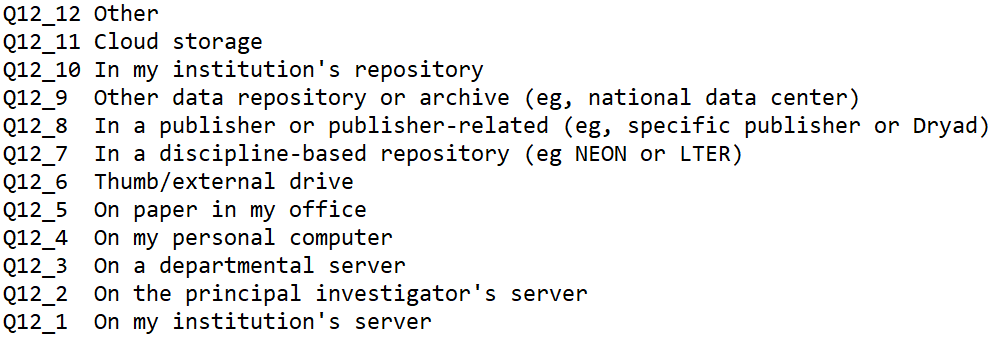 Q12_12 Other
Q12_11 Cloud storage
Q12_10 In my institution's repository
Q12_9  Other data repository or archive (eg, national data center)
Q12_8  In a publisher or publisher-related (eg, specific publisher or Dryad)
Q12_7  In a discipline-based repository (eg NEON or LTER)
Q12_6  Thumb/external drive
Q12_5  On paper in my office
Q12_4  On my personal computer
Q12_3  On a departmental server
Q12_2  On the principal investigator's server
Q12_1  On my institution's server